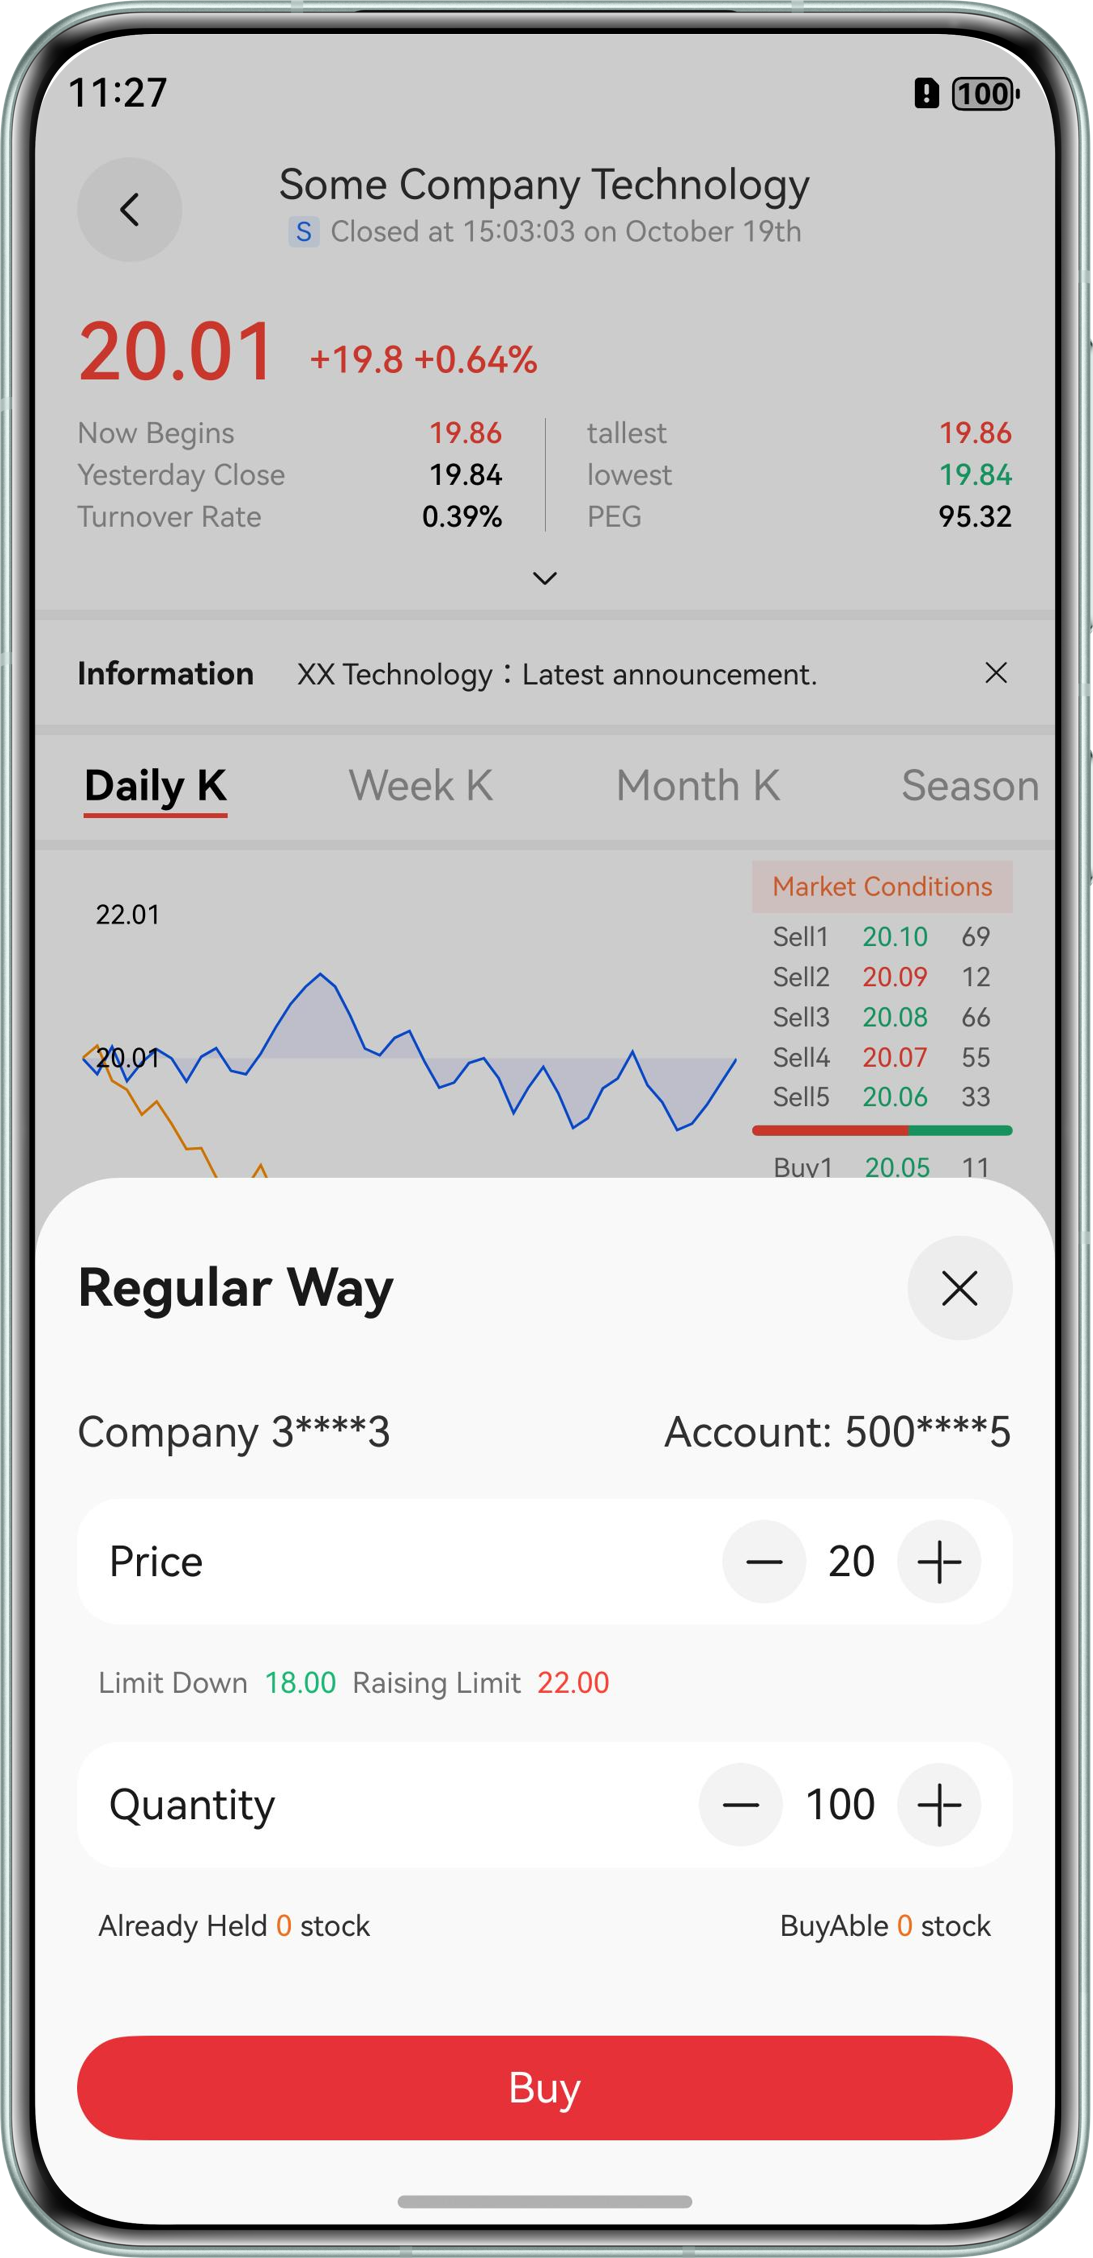 11:27
100
Some Company Technology
S Closed at 15:03:03 on October 19th
20.01 +19.8 +0.64%
Now Begins 19.86 tallest 19.86
Yesterday Close 19.84 lowest 19.84
Turnover Rate 0.39% PEG 95.32
Information XX Technology：Latest announcement.
Daily K Week K Month K Season
22.01
20.01
Market Conditions
Sell1 20.10 69
Sell2 20.09 12
Sell3 20.08 66
Sell4 20.07 55
Sell5 20.06 33
Buy1 20.05 11
Regular Way
Company 3****3 Account: 500****5
Price 20
Limit Down 18.00 Raising Limit 22.00
Quantity 100
Already Held 0 stock BuyAble 0 stock
Buy